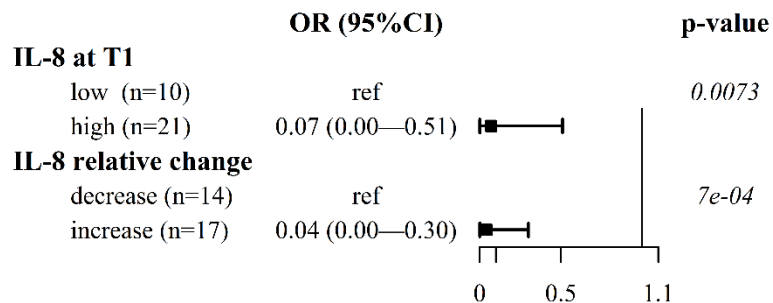 OR (95%CI) p-value
IL-8 at T1
low (n=10) ref 0.0073
high (n=21) 0.07 (0.00—0.51)
IL-8 relative change
decrease (n=14) ref 7e-04
increase (n=17) 0.04 (0.00—0.30)
0 0.5 1.1